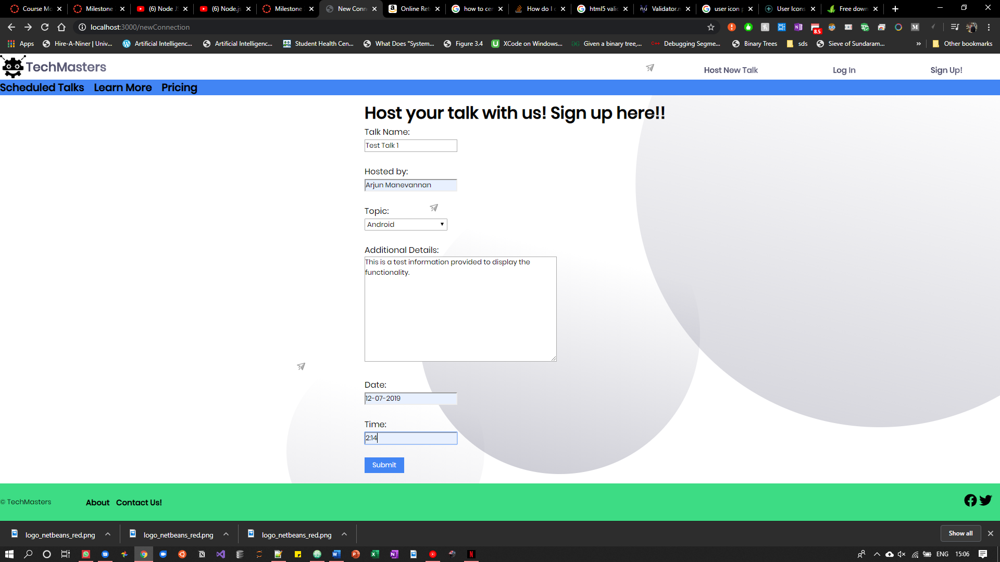 Course Mo
Milestone
(6) Node JS
(6) Node.js
Milestone
New Conn
Online Ret
how to cer
How do I c
html5 valid
Validator.n
user icon p
User Icons
Free down
localhost:3000/newConnection
8.5
Apps
Hire-A-Niner | Univ...
Artificial Intelligenc...
Artificial Intelligenc...
Student Health Cen...
What Does "System...
Figure 3.4
XCode on Windows...
Given a binary tree,...
Debugging Segme...
Binary Trees
sds
Sieve of Sundaram...
»
Other bookmarks
TechMasters
Host New Talk
Log In
Sign Up!
Scheduled Talks
Learn More
Pricing
Host your talk with us! Sign up here!!
Talk Name:
Test Talk 1
Hosted by:
Arjun Manevannan
Topic:
Android
Additional Details:
This is a test information provided to display the
functionality.
Date:
12-07-2019
Time:
2:14
Submit
© TechMasters
About
Contact Us!
logo_netbeans_red.png
logo_netbeans_red.png
logo_netbeans_red.png
Show all
ENG
15:06